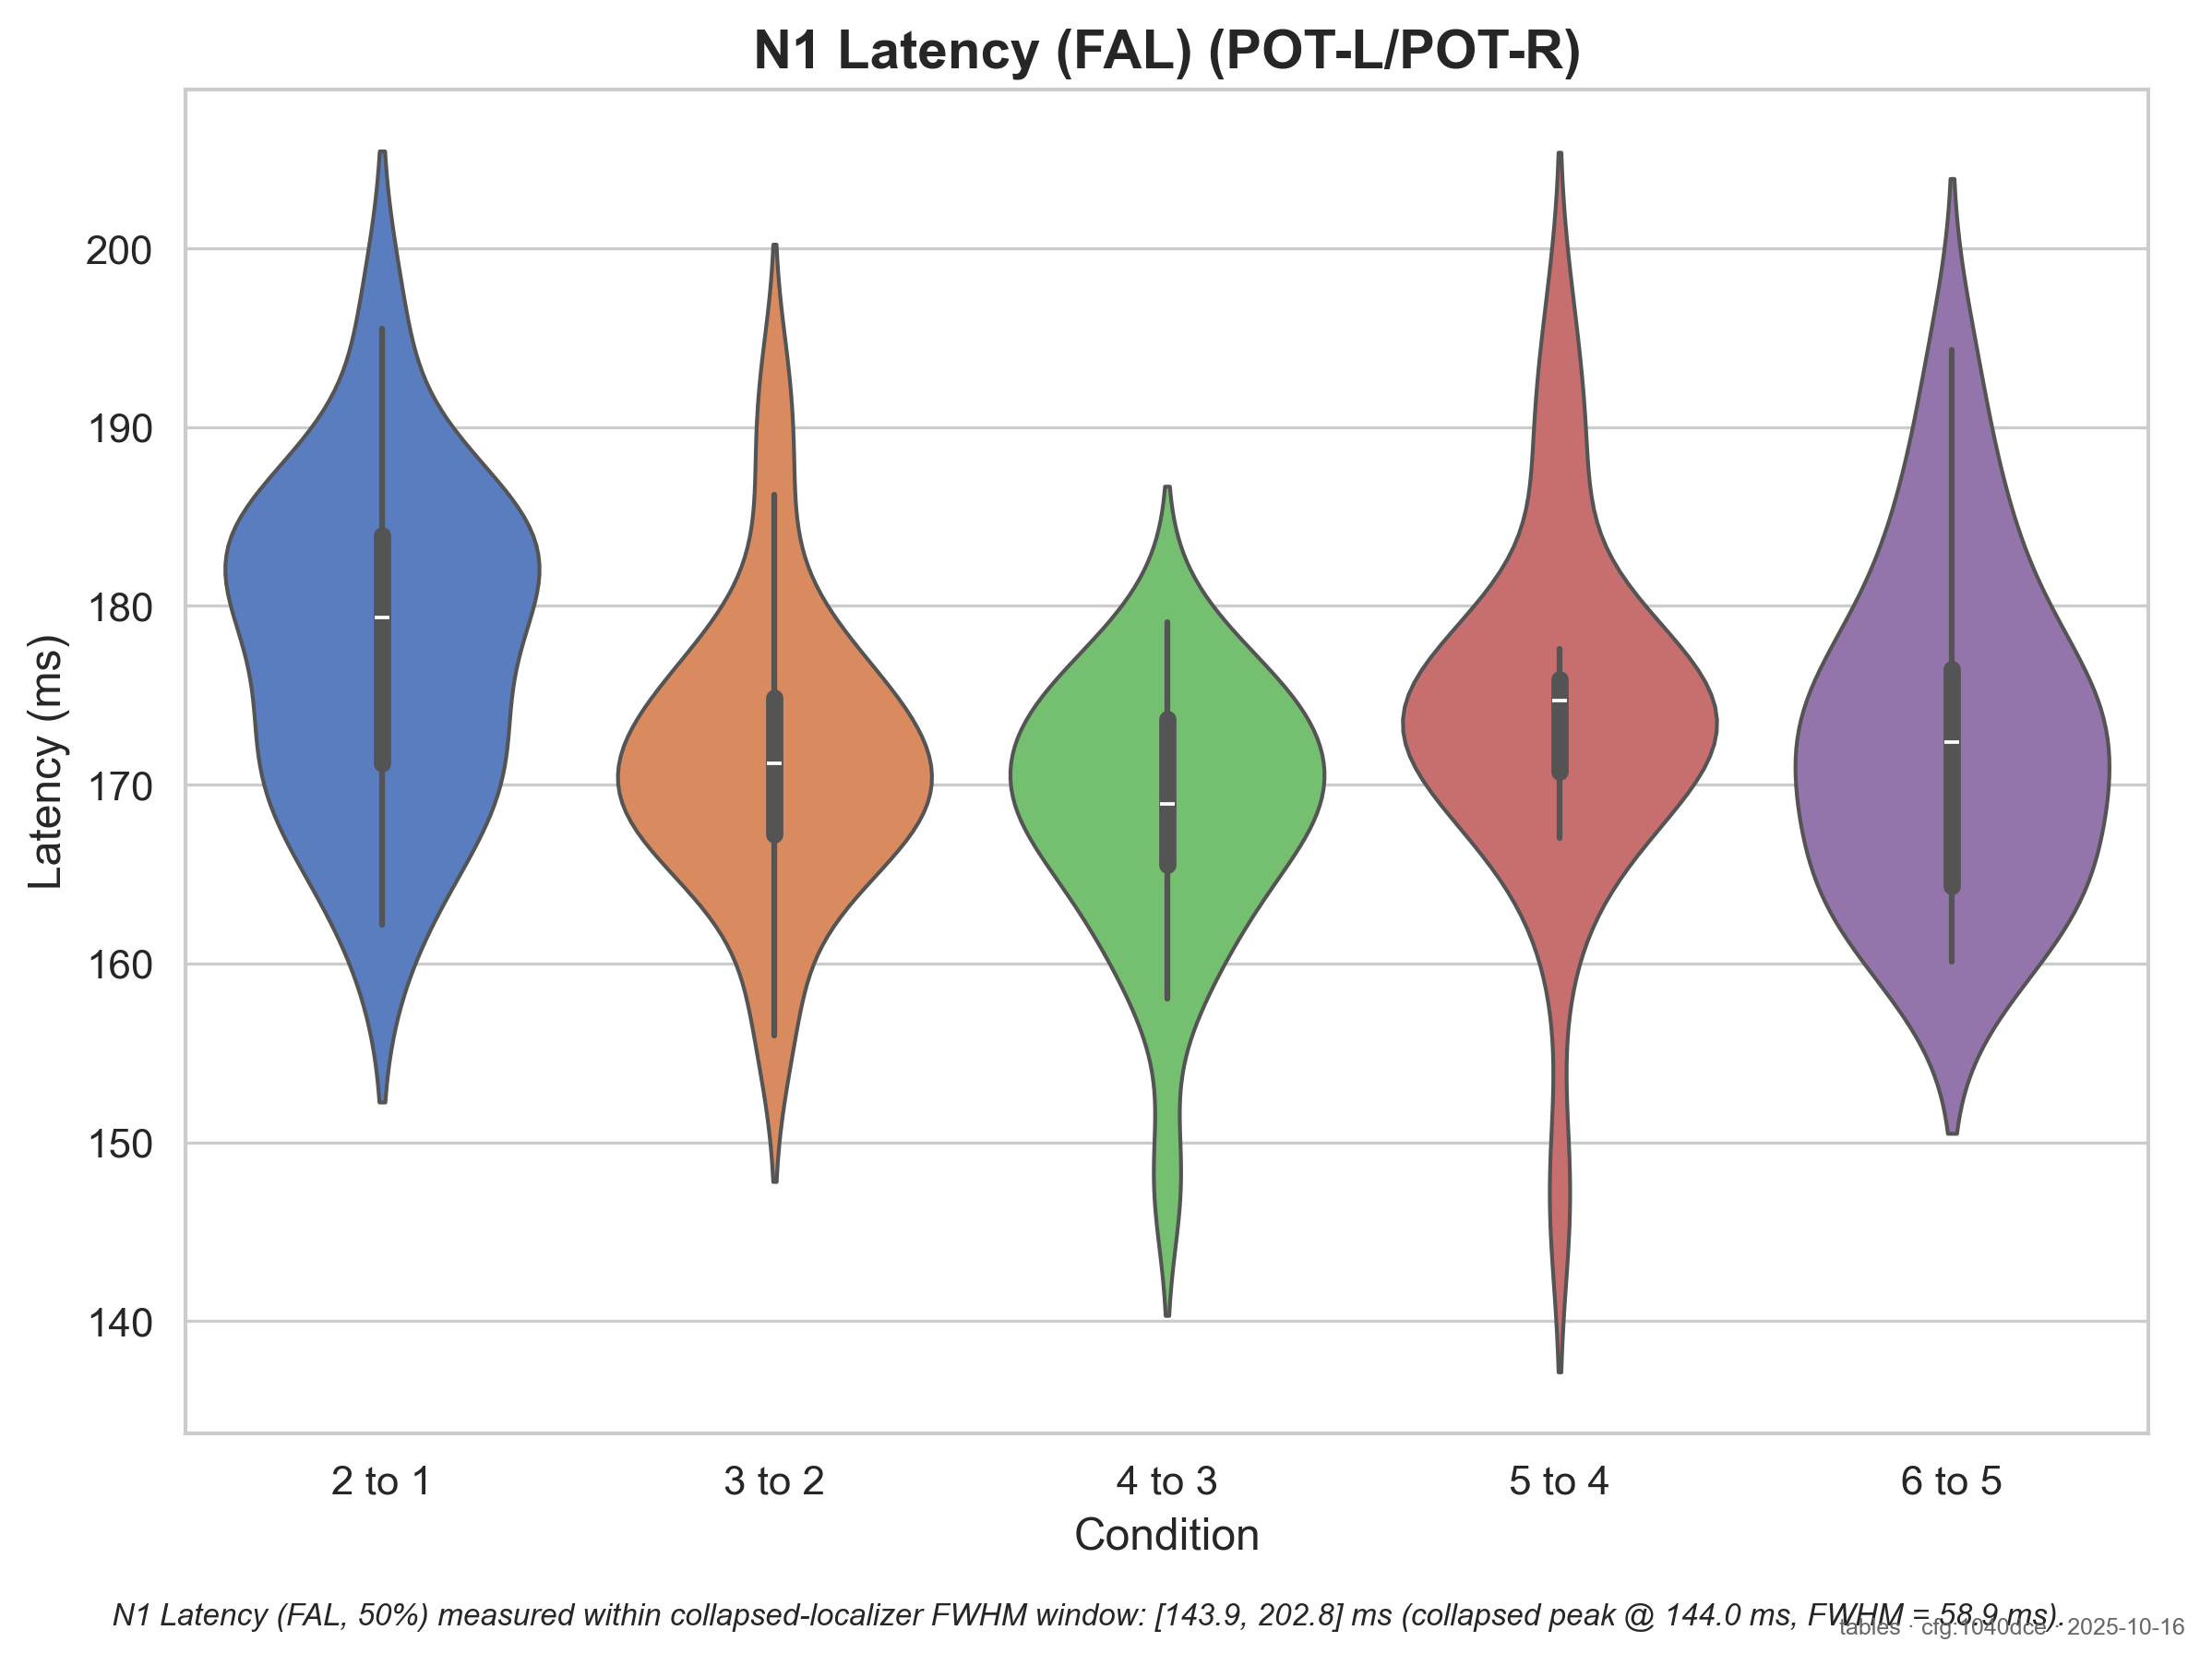 N1 Latency (FAL) (POT-L/POT-R)
Latency (ms)
200
190
180
170
160
150
140
2 to 1
3 to 2
4 to 3
5 to 4
6 to 5
Condition
N1 Latency (FAL, 50%) measured within collapsed-localizer FWHM window: [143.9, 202.8] ms (collapsed peak @ 144.0 ms, FWHM = 58.9 ms).
tables · cfg:1040dce · 2025-10-16